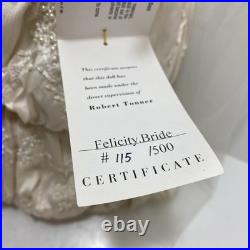 This certificate assures
that this doll has
been made under the
direct supervision of
Robert Tonner
Felicity Bride
# 115 /500
CERTIFICATE